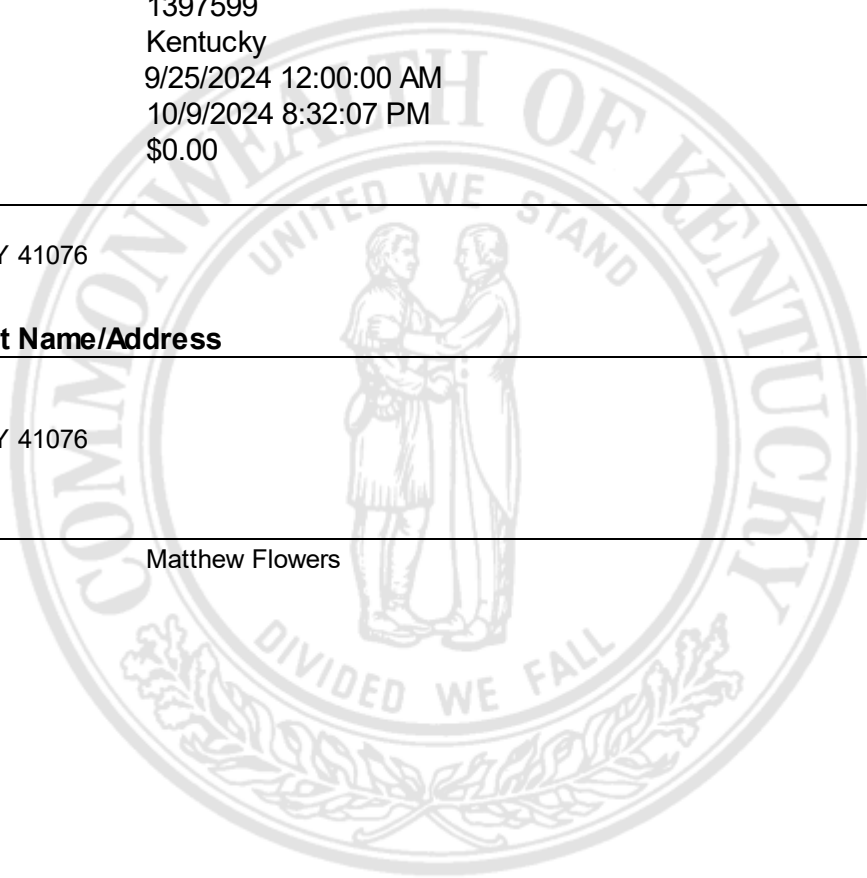 1397599
Kentucky
9/25/2024 12:00:00 AM
10/9/2024 8:32:07 PM
$0.00
Y 41076
t Name/Address
Y 41076
Matthew Flowers
COMMONWEALTH OF KENTUCKY
UNITED WE STAND
DIVIDED WE FALL